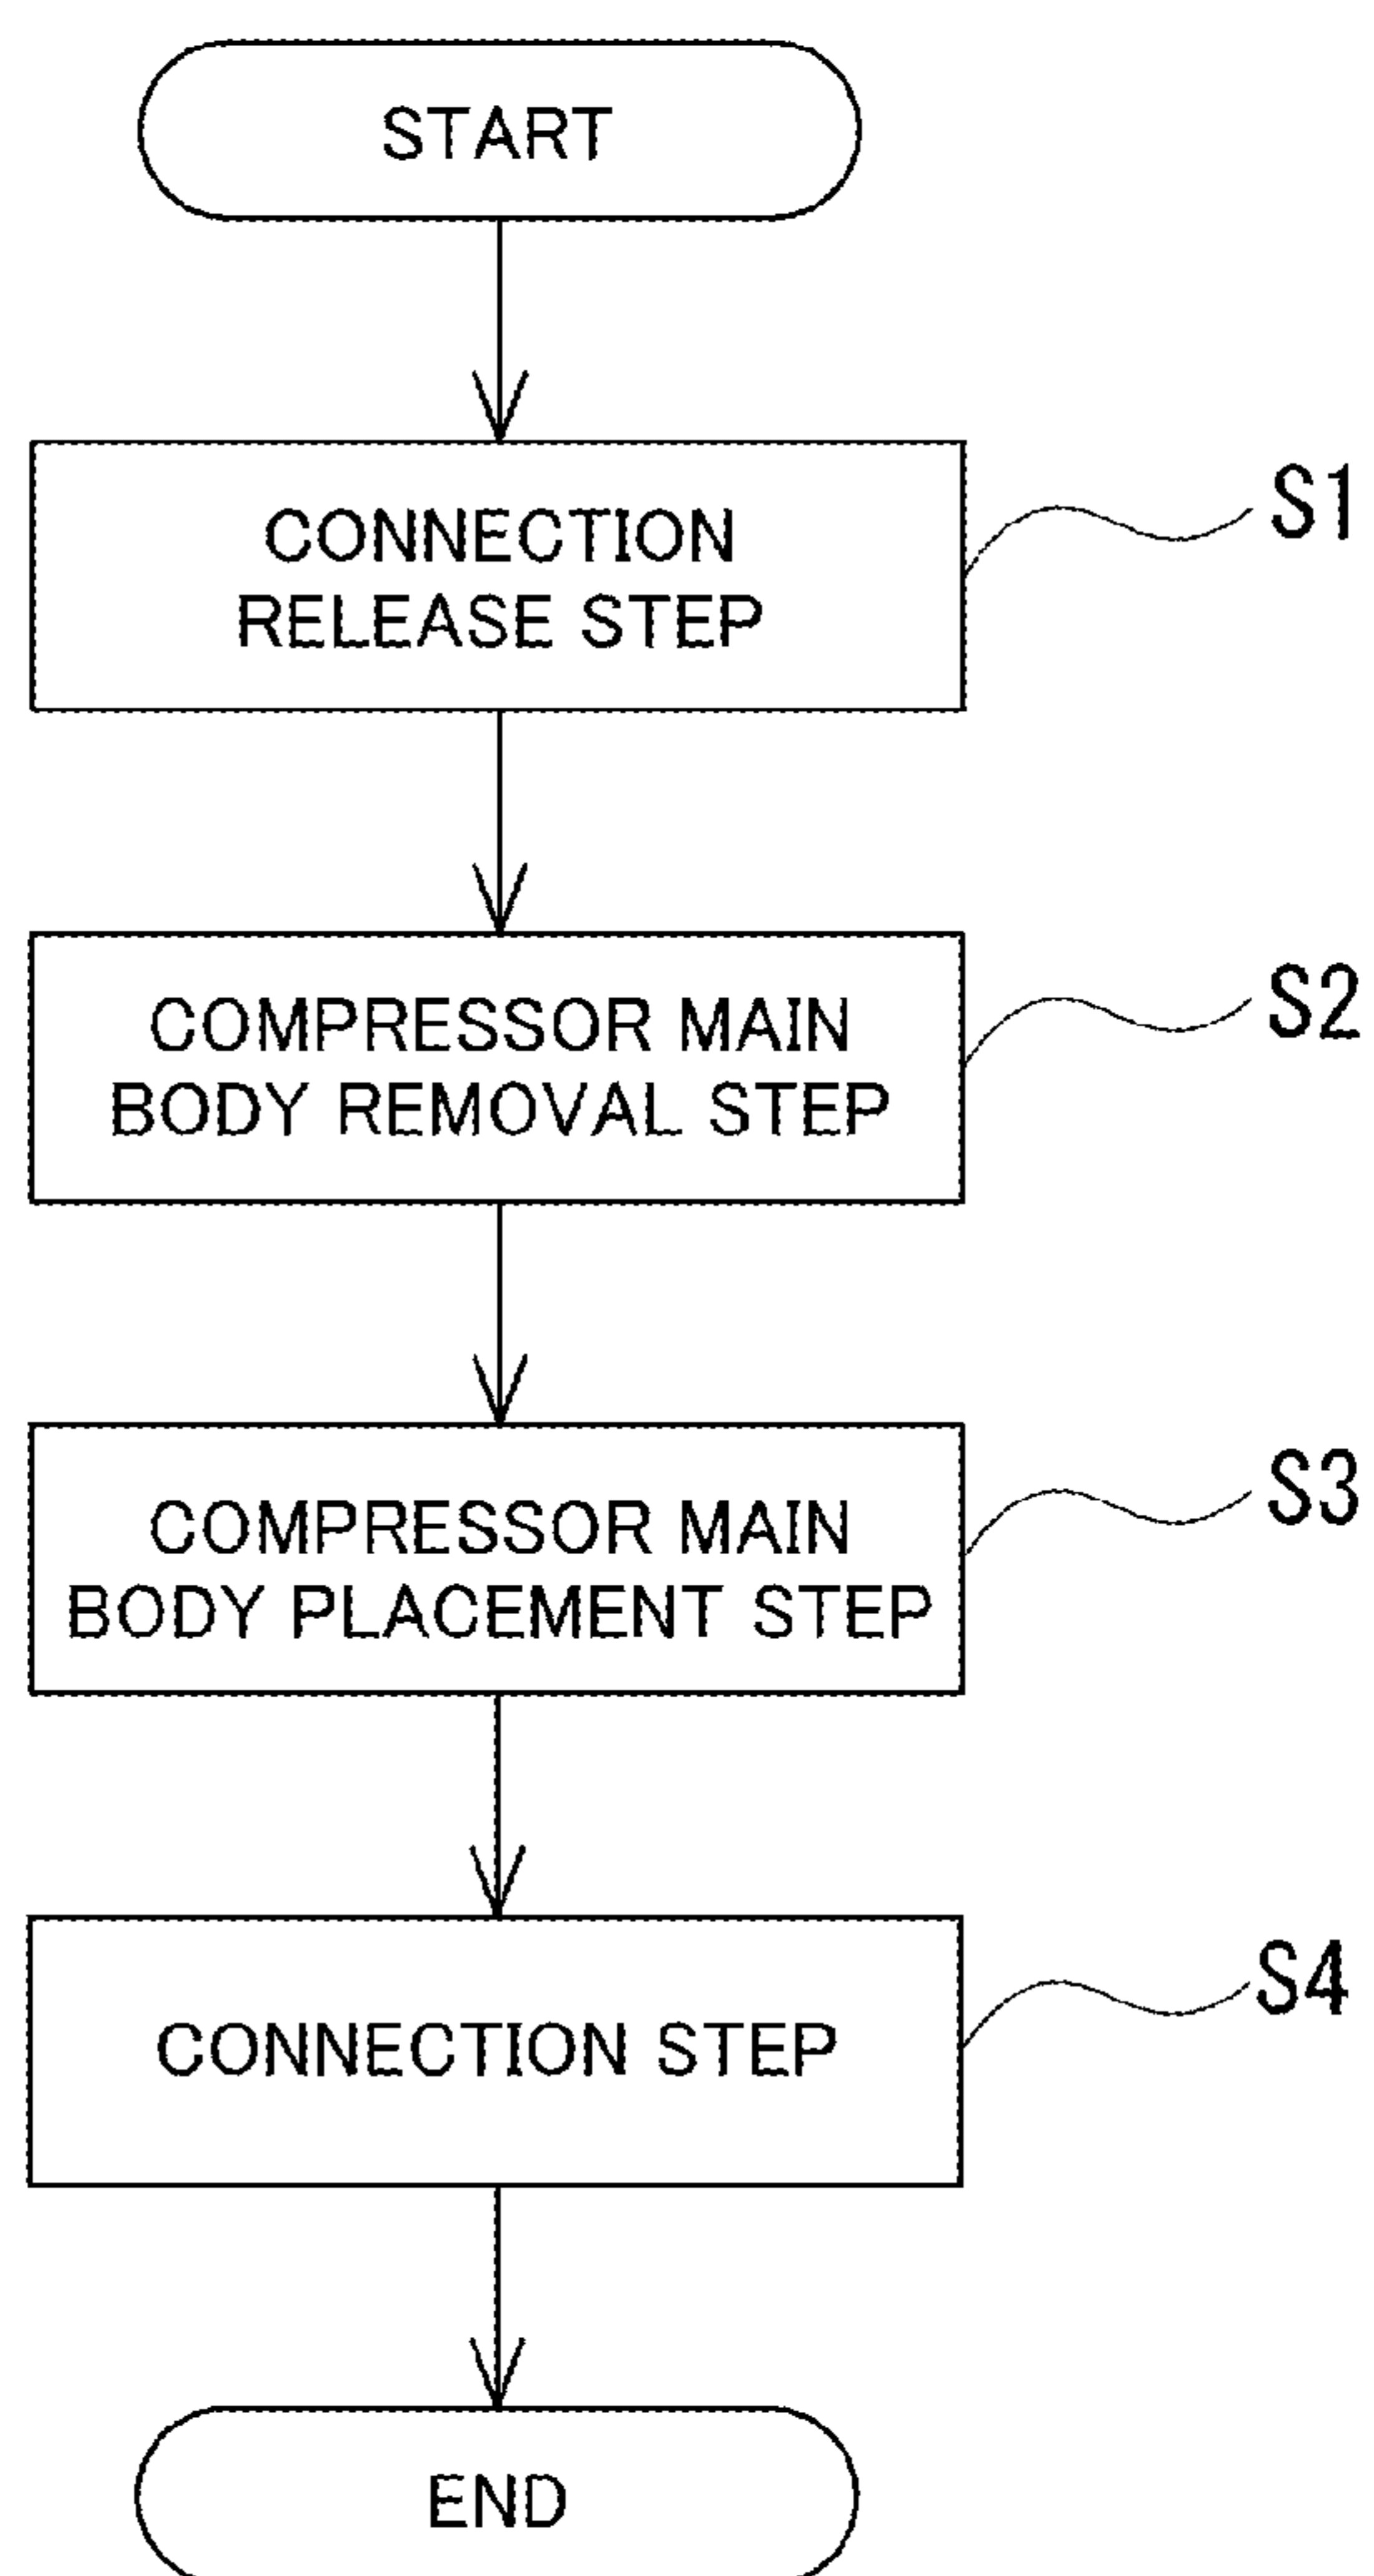 START
CONNECTION
RELEASE STEP
S1
COMPRESSOR MAIN
BODY REMOVAL STEP
S2
COMPRESSOR MAIN
BODY PLACEMENT STEP
S3
CONNECTION STEP
S4
END